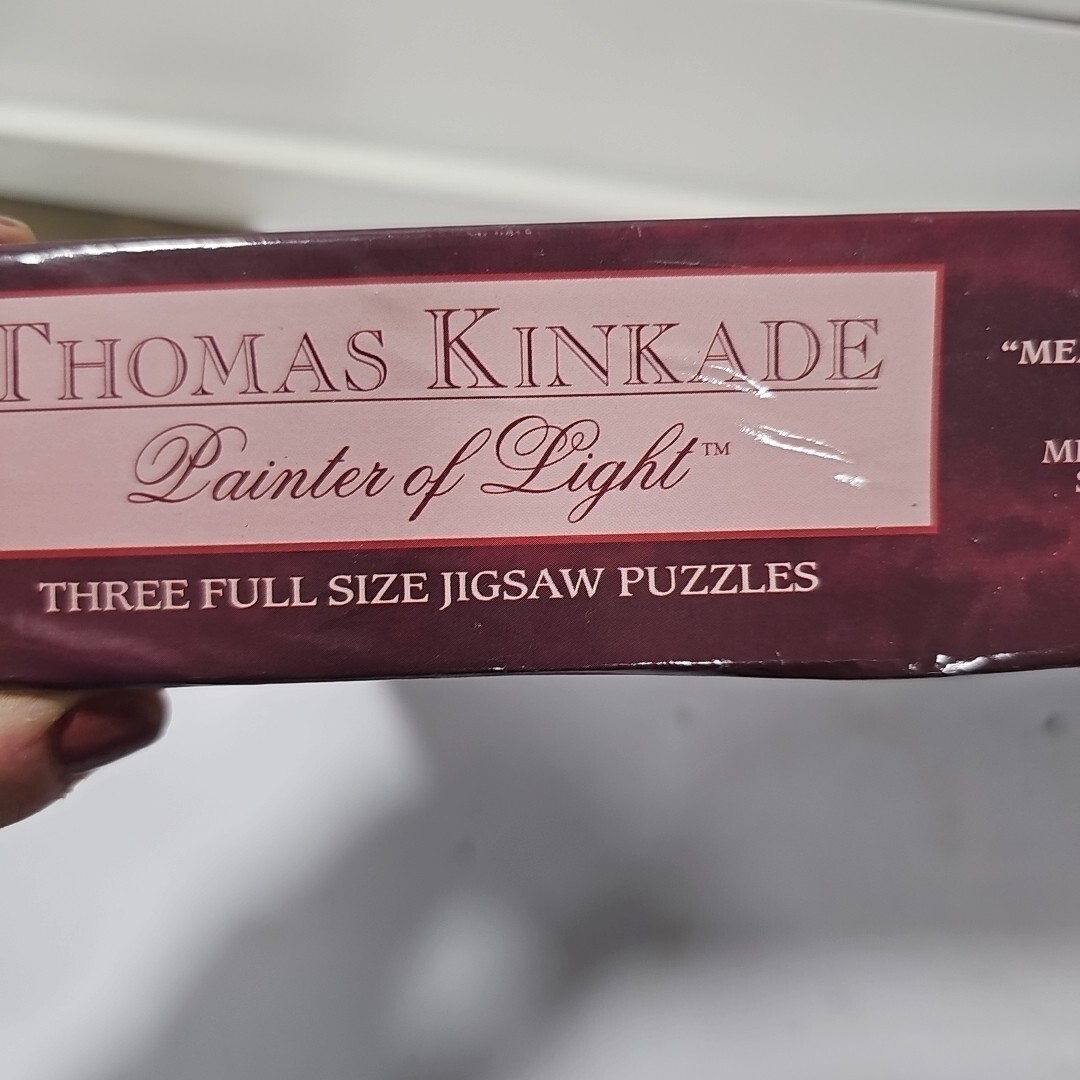 THOMAS KINKADE
Painter of Light™
THREE FULL SIZE JIGSAW PUZZLES